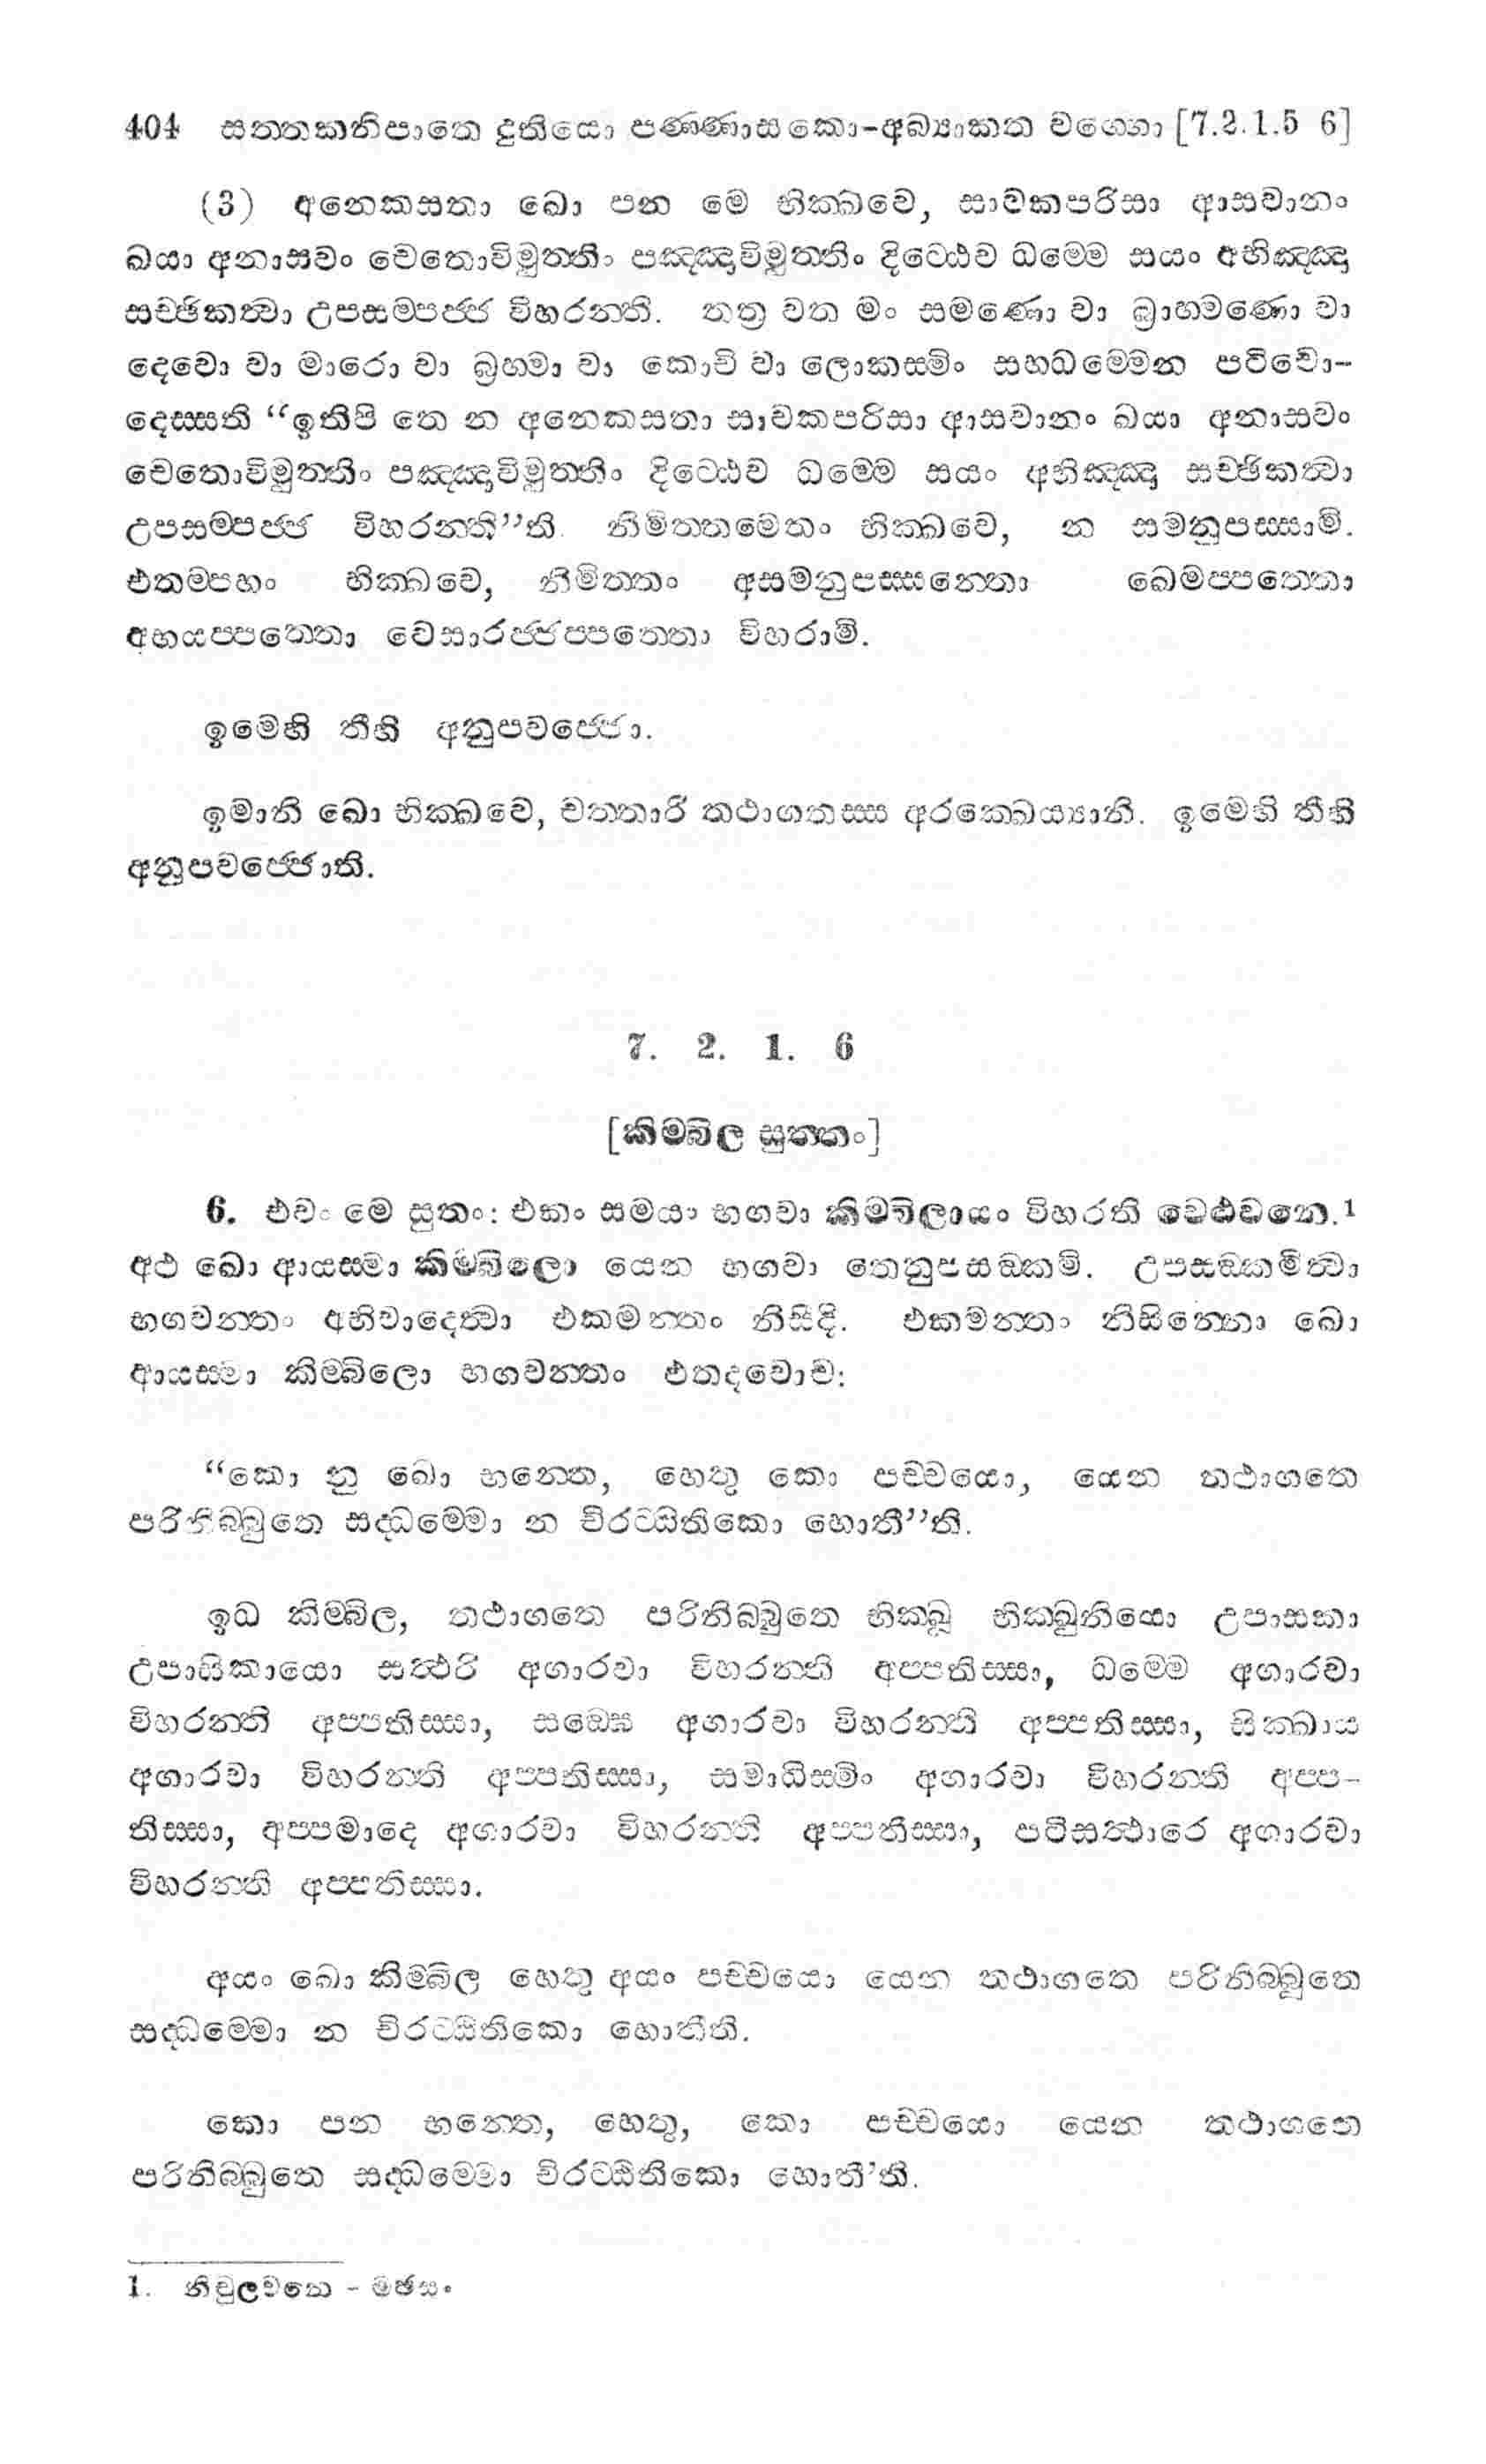 404 සත්තකනිපාතෙ දුතියො පණ්ණාසකො-අබ්‍යාකත වග්ගො [7.2.1.5 6]
(3) අනෙකසතා ඛො පන මෙ භික්ඛවෙ, සාවකපරිසා ආසවානං
ඛයා අනාසවං චෙතොවිමුත්තිං පඤ්ඤාවිමුත්තිං දිට්ඨෙව ධම්මෙ සයං අභිඤ්ඤා
සච්ඡිකත්වා උපසම්පජ්ජ විහරන්ති. තත්‍ර වත මං සමණො වා බ්‍රාහ්මණො වා
දෙවො වා මාරො වා බ්‍රහ්මා වා කොචි වා ලොකස්මිං සහධම්මෙන පටිචො-
දෙස්සති “ඉතිපි තෙ න අනෙකසතා සාවකපරිසා ආසවානං ඛයා අනාසවං
චෙතොවිමුත්තිං පඤ්ඤාවිමුත්තිං දිට්ඨෙව ධම්මෙ සයං අභිඤ්ඤා සච්ඡිකත්වා
උපසම්පජ්ජ විහරන්ති”ති. නිමිත්තමෙතං භික්ඛවෙ, න සමනුපස්සාමි.
එතම්පහං භික්ඛවෙ, නිමිත්තං අසමනුපස්සන්තො ඛෙමප්පත්තො
අභයප්පත්තො වෙසාරජ්ජප්පත්තො විහරාමි.
ඉමෙහි තීහි අනුපවජ්ජො.
ඉමානි ඛො භික්ඛවෙ, චත්තාරි තථාගතස්ස අරක්ඛෙය්‍යානි. ඉමෙහි තීහි
අනුපවජ්ජොති.
7. 2. 1. 6
[කිම්බිල සුත්තං]
6. එවං මෙ සුතං: එකං සමයං භගවා කිම්බිලායං විහරති වෙළුවනෙ.¹
අථ ඛො ආයස්මා කිම්බිලො යෙන භගවා තෙනුපසඞ්කමි. උපසඞ්කමිත්වා
භගවන්තං අභිවාදෙත්වා එකමන්තං නිසීදි. එකමන්තං නිසින්නො ඛො
ආයස්මා කිම්බිලො භගවන්තං එතදවොච:
“කො නු ඛො භන්තෙ, හෙතු කො පච්චයො, යෙන තථාගතෙ
පරිනිබ්බුතෙ සද්ධම්මො න චිරට්ඨිතිකො හොතී”ති.
ඉධ කිම්බිල, තථාගතෙ පරිනිබ්බුතෙ භික්ඛූ භික්ඛුනියො උපාසකා
උපාසිකායො සත්ථරි අගාරවා විහරන්ති අප්පතිස්සා, ධම්මෙ අගාරවා
විහරන්ති අප්පතිස්සා, සඞ්ඝෙ අගාරවා විහරන්ති අප්පතිස්සා, සික්ඛාය
අගාරවා විහරන්ති අප්පතිස්සා, සමාධිස්මිං අගාරවා විහරන්ති අප්ප-
තිස්සා, අප්පමාදෙ අගාරවා විහරන්ති අප්පතිස්සා, පටිසත්ථාරෙ අගාරවා
විහරන්ති අප්පතිස්සා.
අයං ඛො කිම්බිල හෙතු අයං පච්චයො යෙන තථාගතෙ පරිනිබ්බුතෙ
සද්ධම්මො න චිරට්ඨිතිකො හොතීති.
කො පන භන්තෙ, හෙතු, කො පච්චයො යෙන තථාගතෙ
පරිනිබ්බුතෙ සද්ධම්මො චිරට්ඨිතිකො හොතී’ති.
1. නිචුලවනෙ - මඡසං